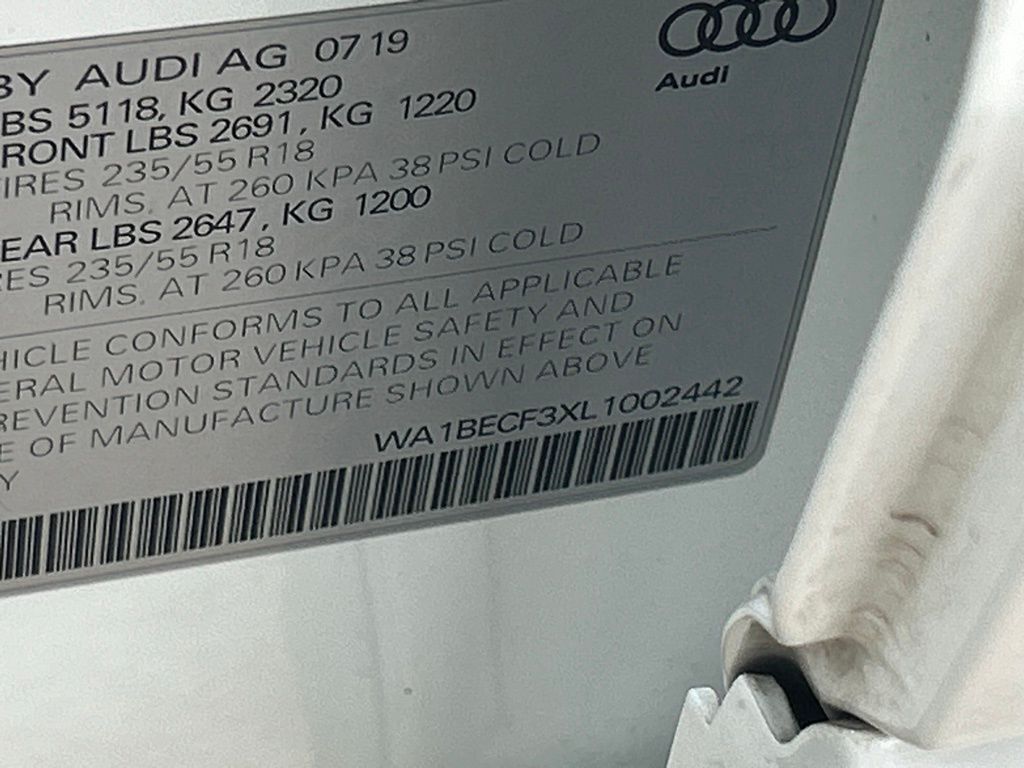 BY AUDI AG 0719
Audi
BS 5118, KG 2320
RONT LBS 2691, KG 1220
IRES 235/55 R18
RIMS, AT 260 KPA 38 PSI COLD
EAR LBS 2647, KG 1200
RES 235/55 R18
RIMS, AT 260 KPA 38 PSI COLD
HICLE CONFORMS TO ALL APPLICABLE
ERAL MOTOR VEHICLE SAFETY AND
REVENTION STANDARDS IN EFFECT ON
E OF MANUFACTURE SHOWN ABOVE
WA1BECF3XL1002442
Y